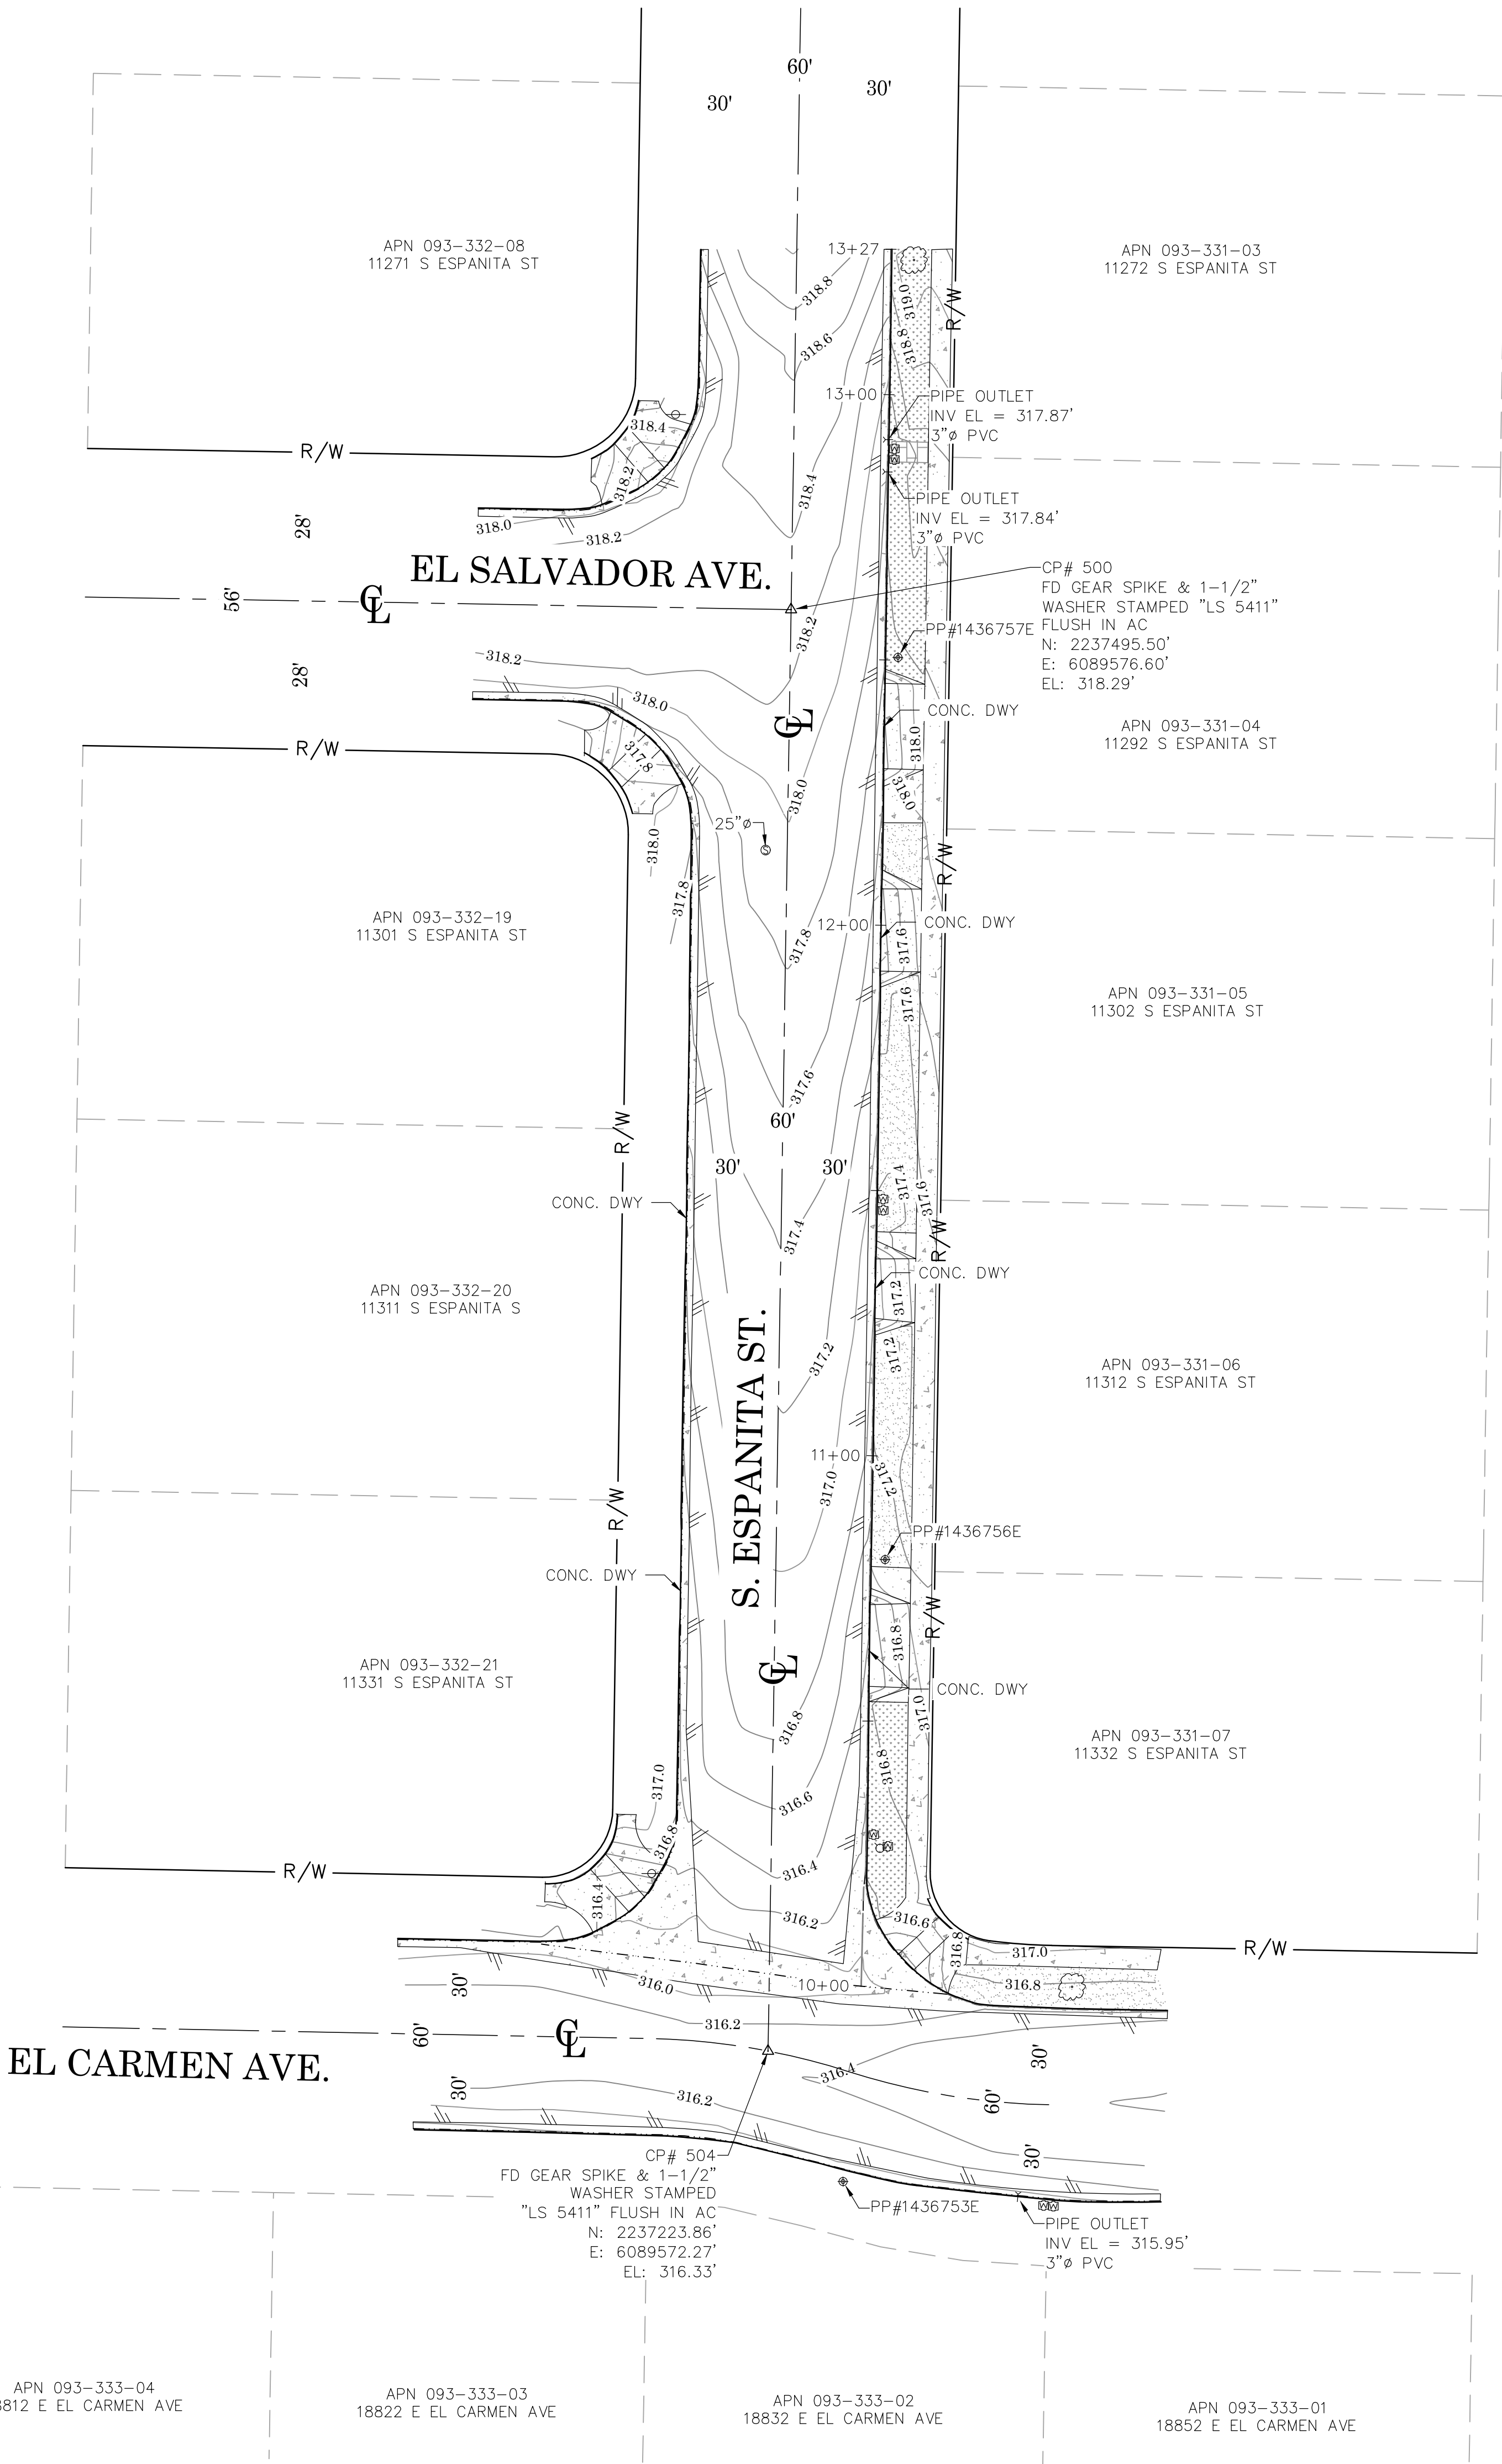 60'
30'
30'
APN 093-332-08
11271 S ESPANITA ST
APN 093-331-03
11272 S ESPANITA ST
13+27
318.8
319.0
R/W
318.6
318.8
13+00
PIPE OUTLET
INV EL = 317.87'
3"ø PVC
318.4
R/W
318.2
318.4
PIPE OUTLET
INV EL = 317.84'
3"ø PVC
28'
318.0
318.2
EL SALVADOR AVE.
CP# 500
FD GEAR SPIKE & 1-1/2"
WASHER STAMPED "LS 5411"
FLUSH IN AC
N: 2237495.50'
E: 6089576.60'
EL: 318.29'
56'
℄
318.2
PP#1436757E
318.2
28'
318.0
℄
CONC. DWY
APN 093-331-04
11292 S ESPANITA ST
R/W
317.8
318.0
318.0
318.0
25"ø
S
318.0
R/W
317.8
APN 093-332-19
11301 S ESPANITA ST
12+00
CONC. DWY
317.8
317.6
APN 093-331-05
11302 S ESPANITA ST
317.6
317.6
60'
R/W
30'
30'
317.4
317.6
CONC. DWY
317.4
R/W
CONC. DWY
317.2
APN 093-332-20
11311 S ESPANITA S
S. ESPANITA ST.
317.2
317.2
APN 093-331-06
11312 S ESPANITA ST
11+00
317.0
317.2
R/W
PP#1436756E
CONC. DWY
R/W
316.8
℄
APN 093-332-21
11331 S ESPANITA ST
CONC. DWY
317.0
316.8
APN 093-331-07
11332 S ESPANITA ST
316.8
317.0
316.6
316.8
R/W
316.4
316.4
316.2
316.6
316.8
317.0
R/W
30'
316.0
10+00
316.8
316.2
60'
℄
EL CARMEN AVE.
30'
316.4
30'
316.2
60'
30'
CP# 504
FD GEAR SPIKE & 1-1/2"
WASHER STAMPED
"LS 5411" FLUSH IN AC
N: 2237223.86'
E: 6089572.27'
EL: 316.33'
PP#1436753E
PIPE OUTLET
INV EL = 315.95'
3"ø PVC
APN 093-333-04
8812 E EL CARMEN AVE
APN 093-333-03
18822 E EL CARMEN AVE
APN 093-333-02
18832 E EL CARMEN AVE
APN 093-333-01
18852 E EL CARMEN AVE